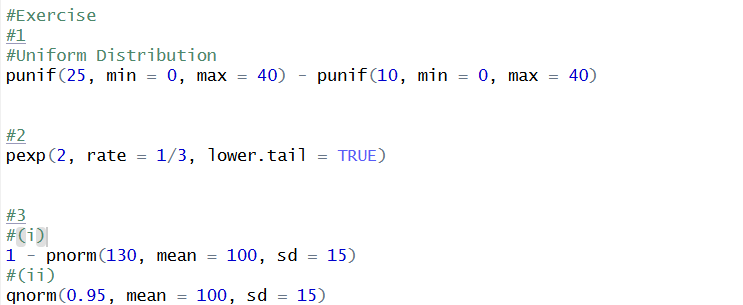 #Exercise
#1
#Uniform Distribution
punif(25, min = 0, max = 40) - punif(10, min = 0, max = 40)
#2
pexp(2, rate = 1/3, lower.tail = TRUE)
#3
#(i)
1 - pnorm(130, mean = 100, sd = 15)
#(ii)
qnorm(0.95, mean = 100, sd = 15)